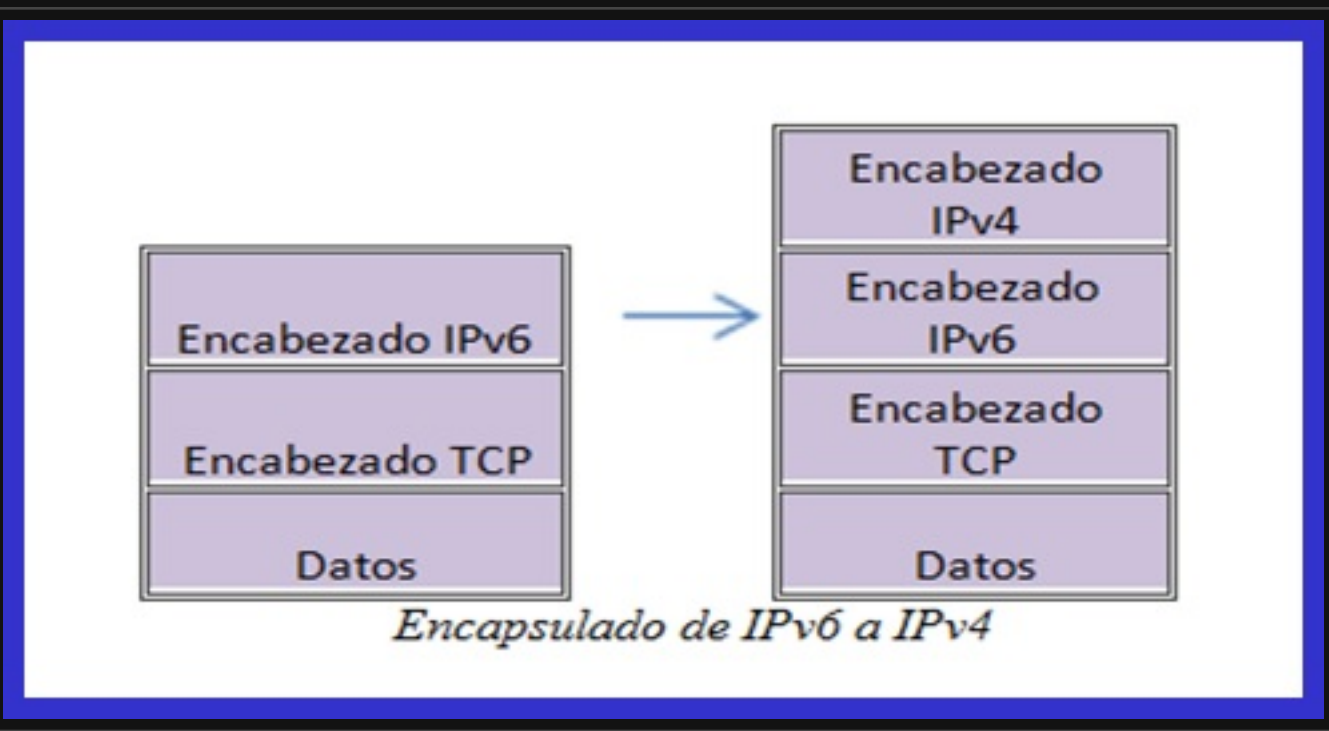 Encabezado IPv6
Encabezado TCP
Datos
Encabezado
IPv4
Encabezado
IPv6
Encabezado
TCP
Datos
Encapsulado de IPv6 a IPv4